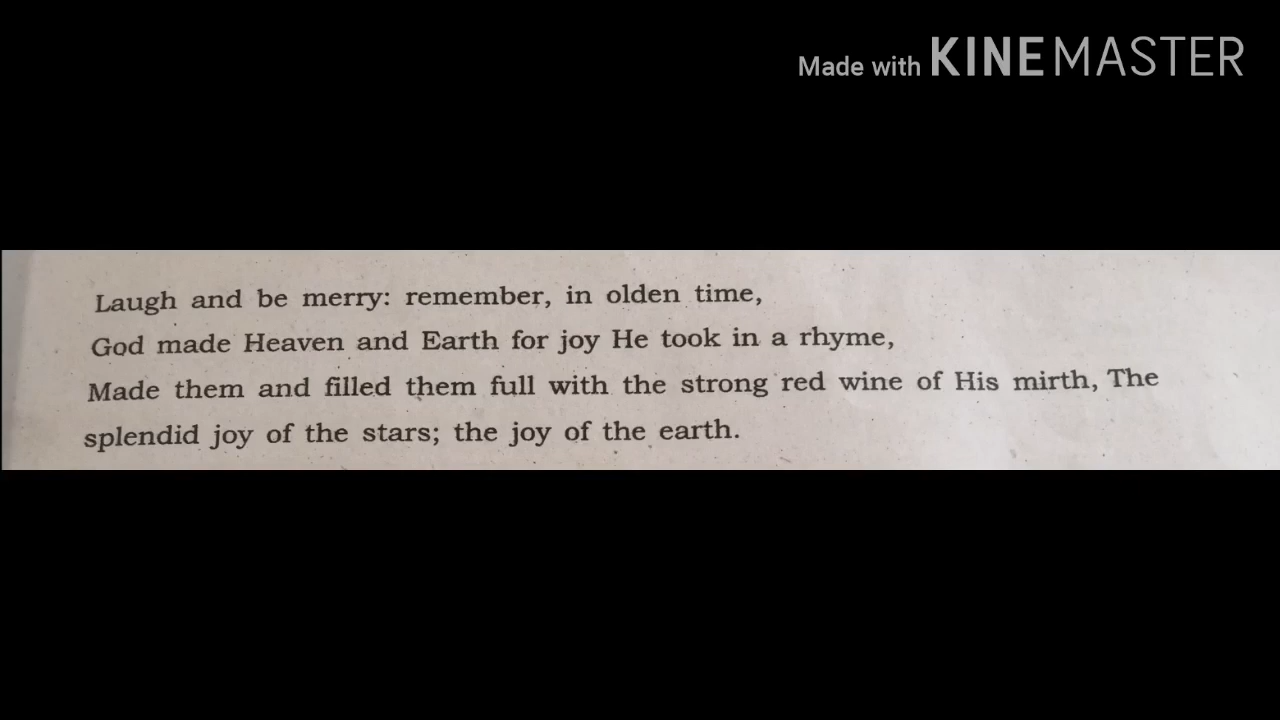 Made with KINEMASTER
Laugh and be merry: remember, in olden time,
God made Heaven and Earth for joy He took in a rhyme,
Made them and filled them full with the strong red wine of His mirth, The
splendid joy of the stars; the joy of the earth.